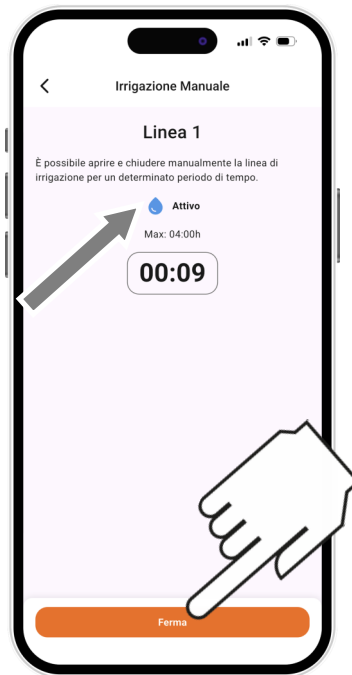 Irrigazione Manuale
Linea 1
È possibile aprire e chiudere manualmente la linea di
irrigazione per un determinato periodo di tempo.
Attivo
Max: 04:00h
00:09
Ferma